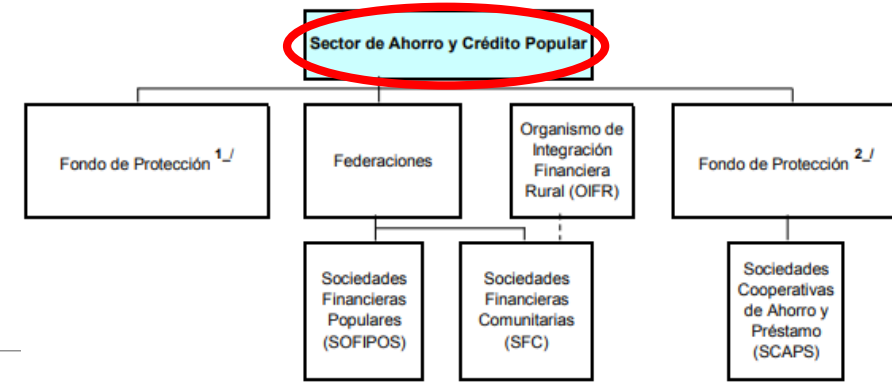 Sector de Ahorro y Crédito Popular
Fondo de Protección 1_/
Federaciones
Organismo de
Integración
Financiera
Rural (OIFR)
Fondo de Protección 2_/
Sociedades
Financieras
Populares
(SOFIPOS)
Sociedades
Financieras
Comunitarias
(SFC)
Sociedades
Cooperativas
de Ahorro y
Préstamo
(SCAPS)